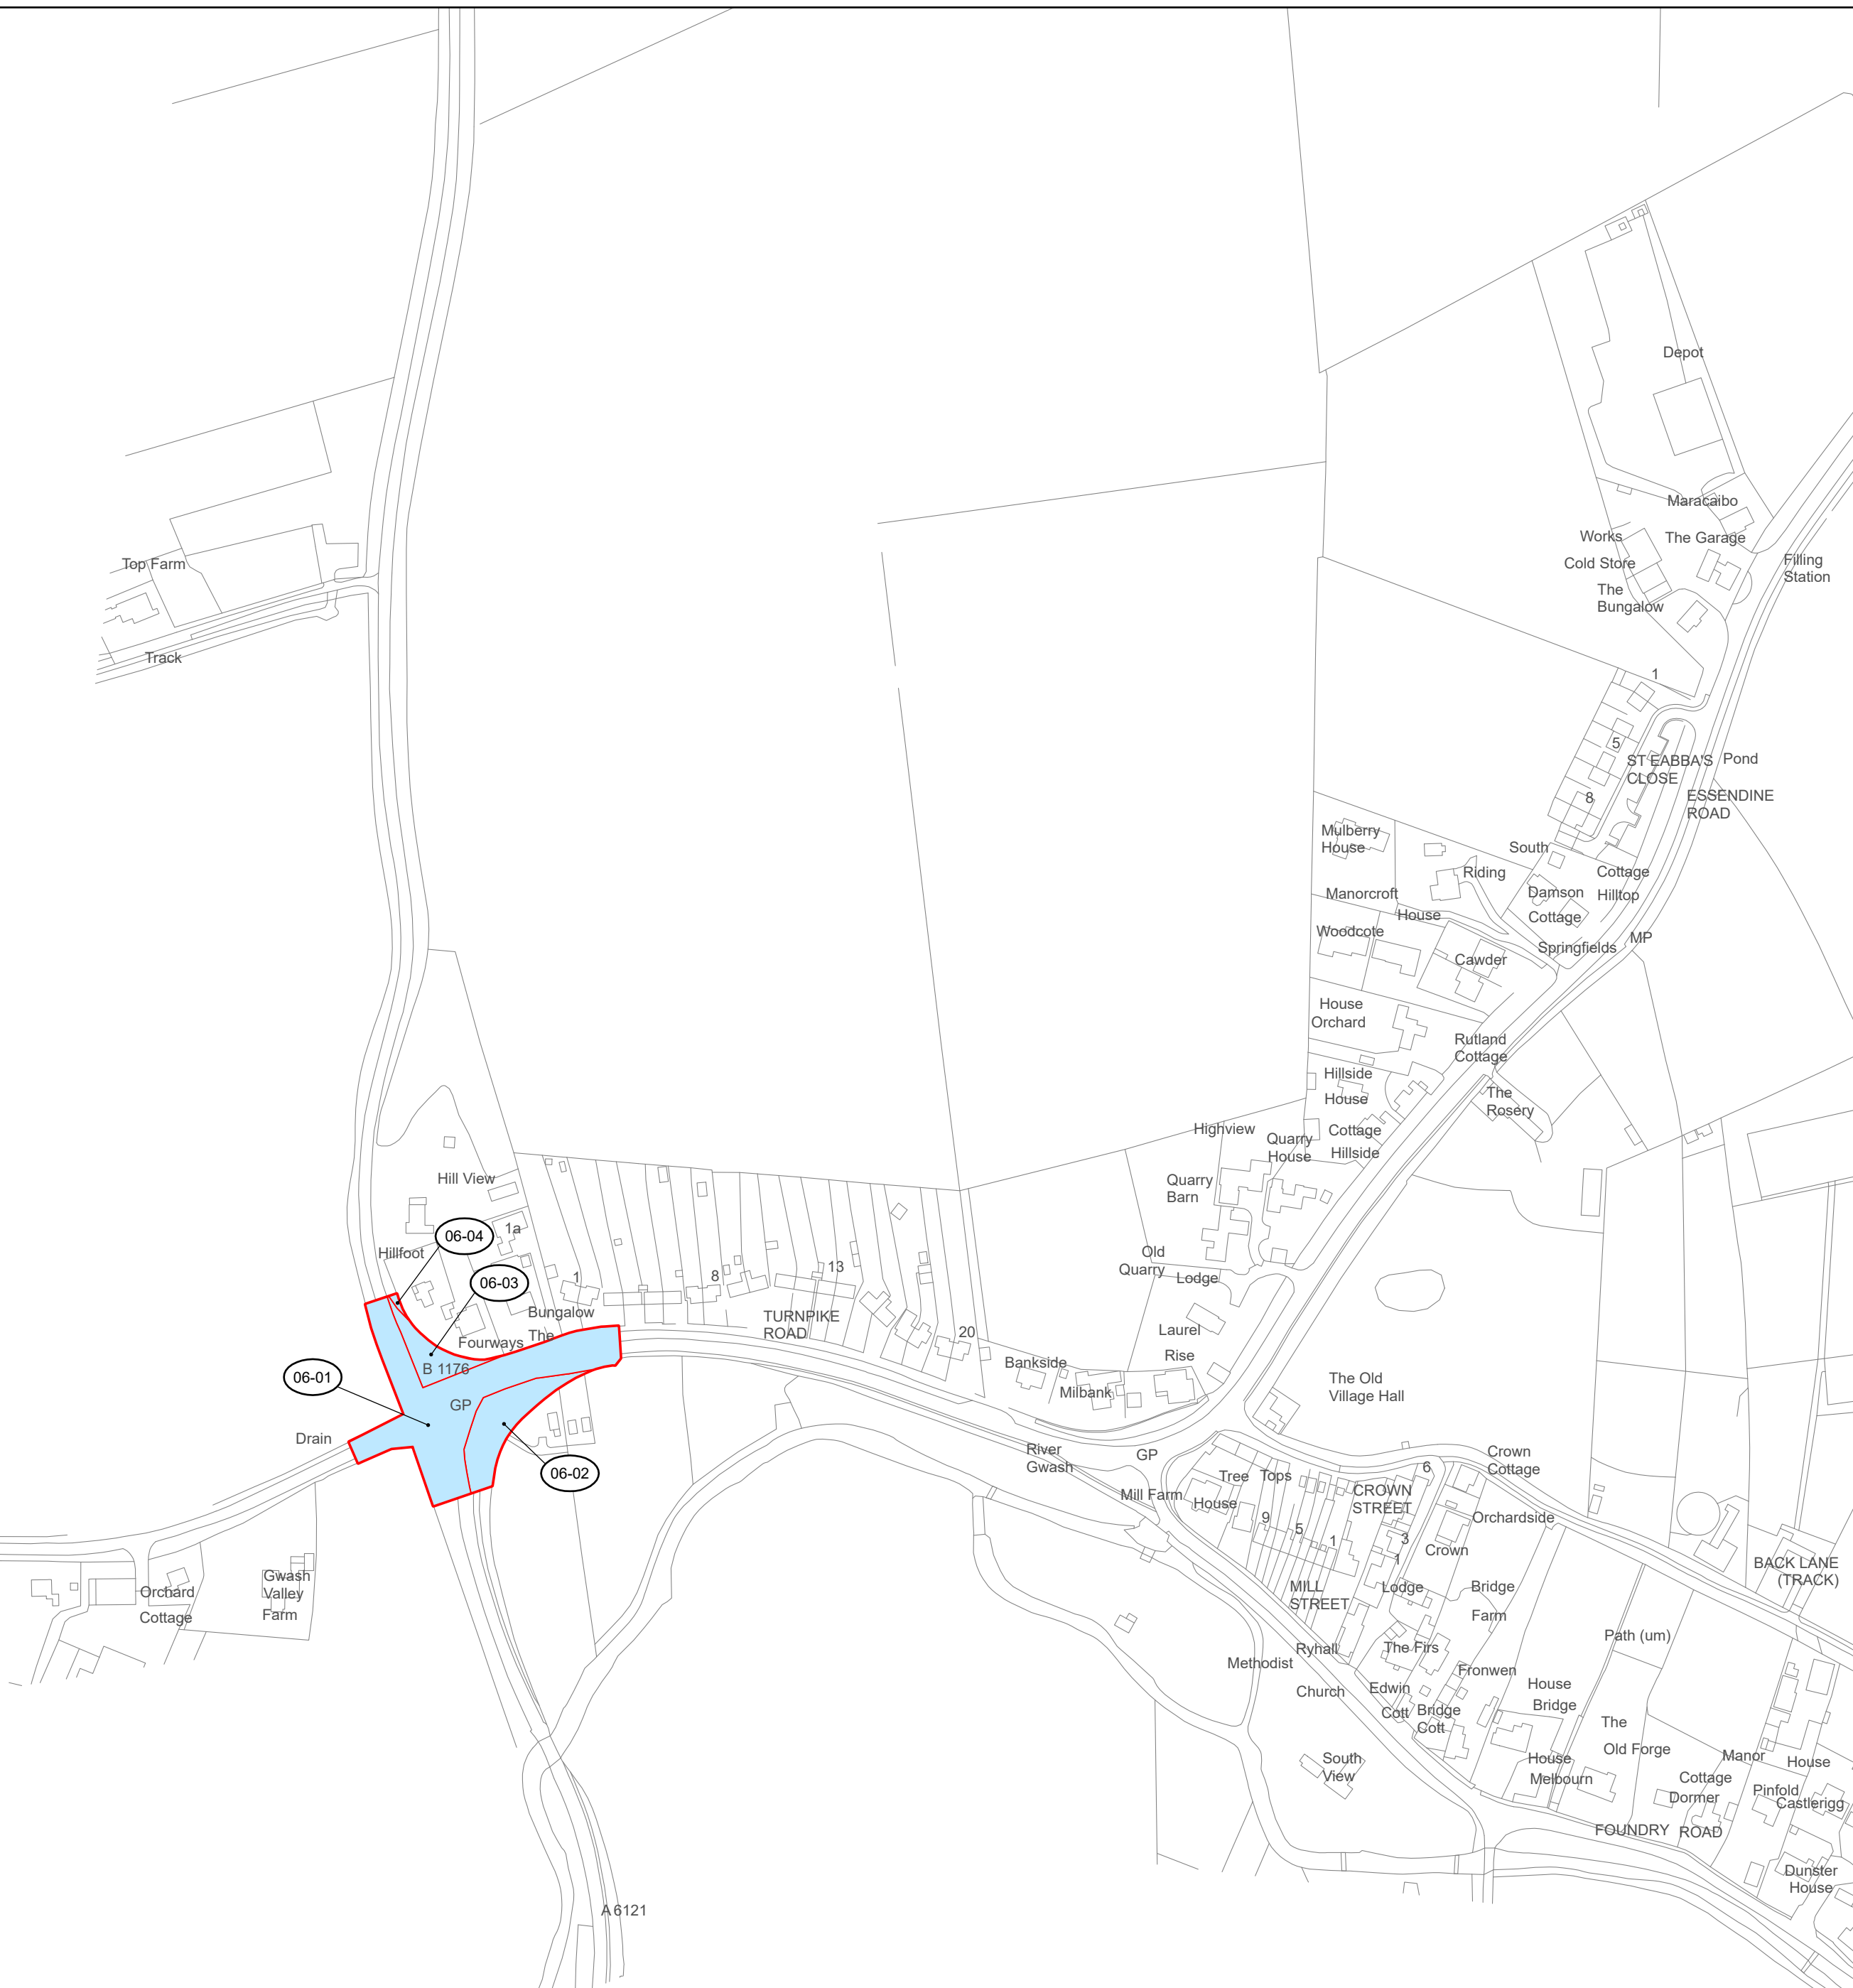 Depot
Maracaibo
Works
The Garage
Cold Store
Filling
Station
The
Bungalow
Top Farm
Track
1
5
ST EABBA'S
CLOSE
Pond
8
ESSENDINE
ROAD
Mulberry
House
South
Cottage
Riding
House
Manorcroft
Damson
Cottage
Hilltop
Woodcote
Springfields
MP
Cawder
House
Orchard
Rutland
Cottage
Hillside
House
The
Rosery
Highview
Quarry
House
Cottage
Hillside
Quarry
Barn
Hill View
1a
06-04
Hillfoot
06-03
1
8
13
Old
Quarry
Lodge
Bungalow
The
Fourways
TURNPIKE
ROAD
20
Laurel
Rise
Bankside
Milbank
The Old
Village Hall
B 1176
06-01
GP
Drain
06-02
River
Gwash
GP
Crown
Cottage
Tree
Tops
House
6
CROWN
STREET
Mill Farm
9
5
1
3
1
Orchardside
Crown
Lodge
BACK LANE
(TRACK)
Gwash
Valley
Farm
Orchard
Cottage
MILL
STREET
Bridge
Farm
Path (um)
Ryhall
Methodist
Church
The Firs
Fronwen
Edwin
Cott
Bridge
Cott
House
Bridge
The
Old Forge
South
View
House
Melbourn
Manor
House
Cottage
Dormer
Pinfold
Castlerigg
FOUNDRY
ROAD
Dunster
House
A 6121